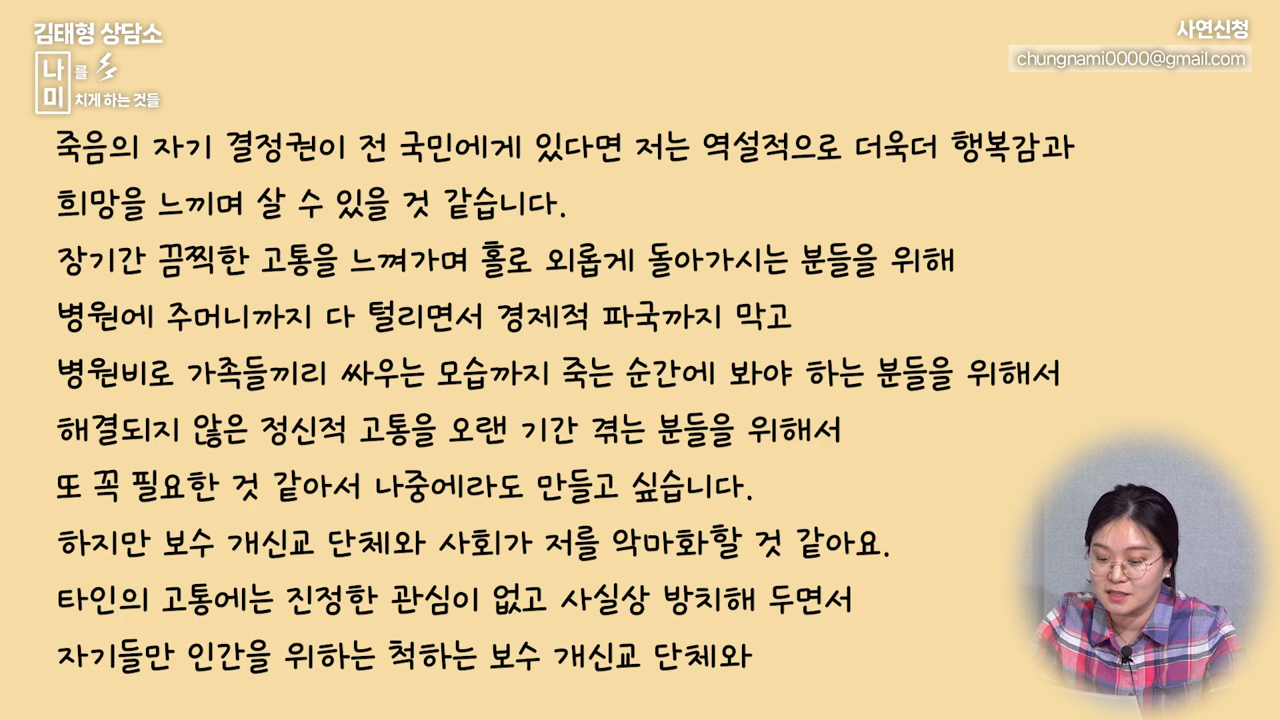 김태형 상담소
나를
미치게 하는 것들
사연신청
chungnami0000@gmail.com
죽음의 자기 결정권이 전 국민에게 있다면 저는 역설적으로 더욱더 행복감과
희망을 느끼며 살 수 있을 것 같습니다.
장기간 끔찍한 고통을 느껴가며 홀로 외롭게 돌아가시는 분들을 위해
병원에 주머니까지 다 털리면서 경제적 파국까지 막고
병원비로 가족들끼리 싸우는 모습까지 죽는 순간에 봐야 하는 분들을 위해서
해결되지 않은 정신적 고통을 오랜 기간 겪는 분들을 위해서
또 꼭 필요한 것 같아서 나중에라도 만들고 싶습니다.
하지만 보수 개신교 단체와 사회가 저를 악마화할 것 같아요.
타인의 고통에는 진정한 관심이 없고 사실상 방치해 두면서
자기들만 인간을 위하는 척하는 보수 개신교 단체와